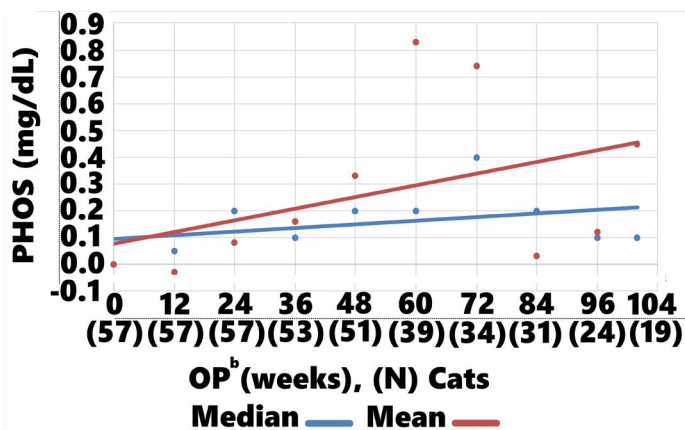 0.9
0.8
0.7
0.6
0.5
0.4
0.3
0.2
0.1
0.0
-0.1
PHOS (mg/dL)
0 12 24 36 48 60 72 84 96 104
(57) (57) (57) (53) (51) (39) (34) (31) (24) (19)
OPᵇ (weeks), (N) Cats
Median Mean